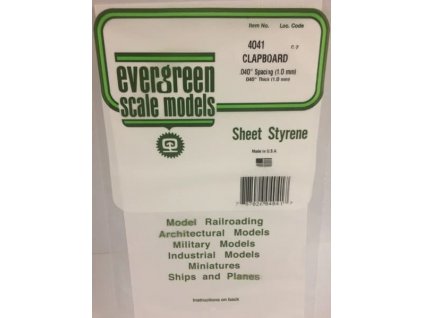 Item No. Loc. Code
4041 C-3
CLAPBOARD
.040" Spacing (1.0 mm)
.040" Thick (1.0 mm)
evergreen
scale models
Sheet Styrene
Made in U.S.A
Model Railroading
Architectural Models
Military Models
Industrial Models
Miniatures
Ships and Planes
Instructions on back